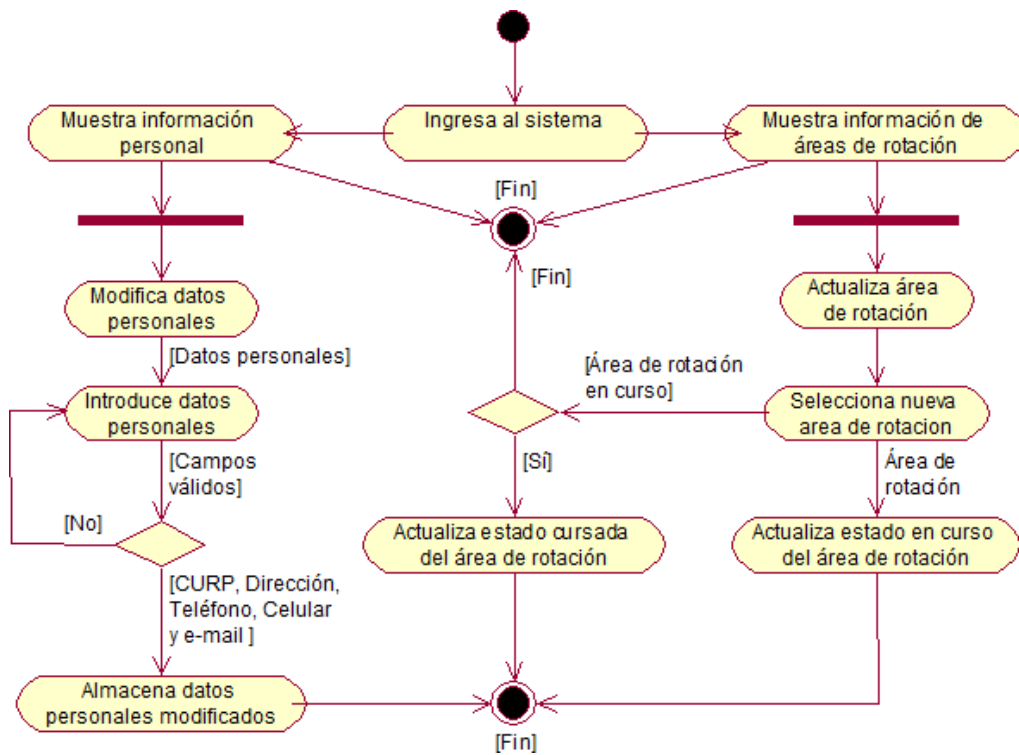 Muestra información
personal
Ingresa al sistema
Muestra información de
áreas de rotación
[Fin]
[Fin]
Modifica datos
personales
Actualiza área
de rotación
[Datos personales]
[Área de rotación
en curso]
Introduce datos
personales
Selecciona nueva
area de rotacion
[Campos
válidos]
[Sí]
Área de
rotación
[No]
Actualiza estado cursada
del área de rotación
Actualiza estado en curso
del área de rotación
[CURP, Dirección,
Teléfono, Celular
y e-mail ]
Almacena datos
personales modificados
[Fin]